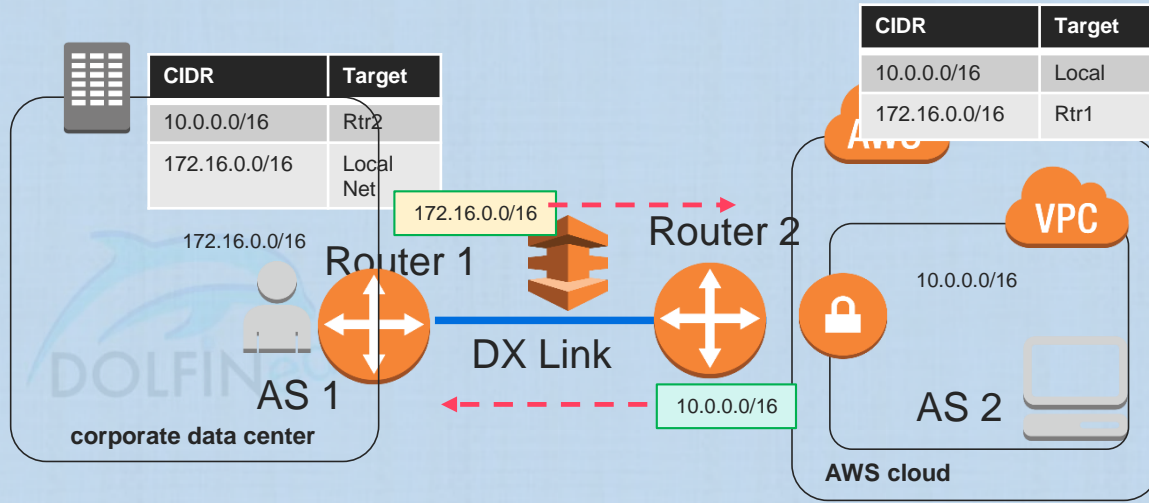 CIDR Target
10.0.0.0/16 Local
172.16.0.0/16 Rtr1
CIDR Target
10.0.0.0/16 Rtr2
172.16.0.0/16 Local
Net
AWS
172.16.0.0/16
Router 2
VPC
172.16.0.0/16
Router 1
10.0.0.0/16
DX Link
DOLFIN
AS 1
10.0.0.0/16
AS 2
corporate data center
AWS cloud